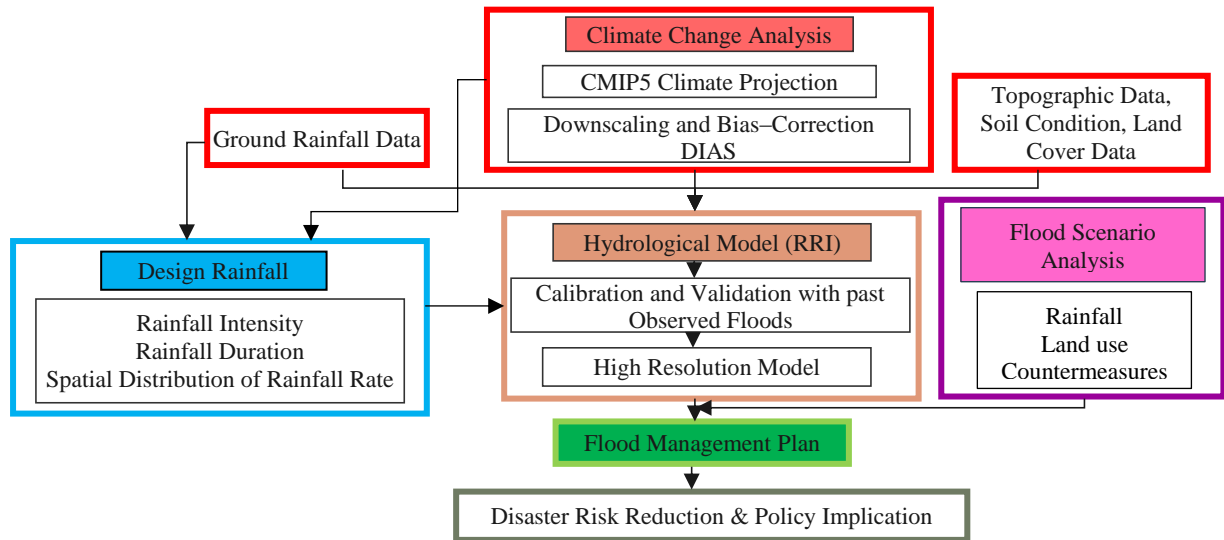 Climate Change Analysis
CMIP5 Climate Projection
Downscaling and Bias–Correction
DIAS
Ground Rainfall Data
Topographic Data,
Soil Condition, Land
Cover Data
Design Rainfall
Rainfall Intensity
Rainfall Duration
Spatial Distribution of Rainfall Rate
Hydrological Model (RRI)
Calibration and Validation with past
Observed Floods
High Resolution Model
Flood Scenario
Analysis
Rainfall
Land use
Countermeasures
Flood Management Plan
Disaster Risk Reduction & Policy Implication